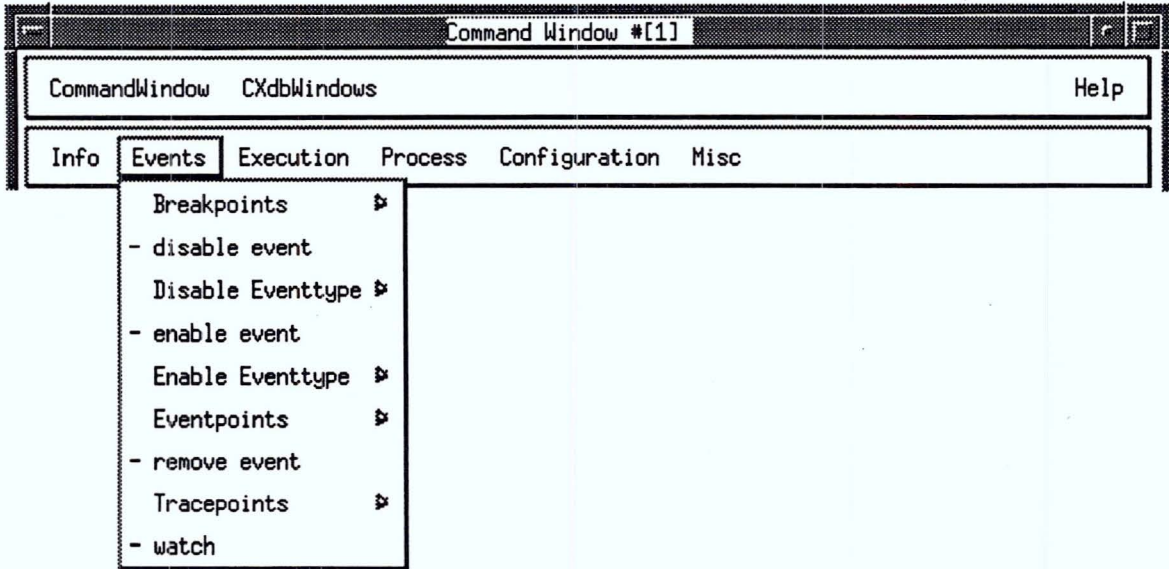 Command Window #[1]
CommandWindow CXdbWindows Help
Info Events Execution Process Configuration Misc
Breakpoints
- disable event
Disable Eventtype
- enable event
Enable Eventtype
Eventpoints
- remove event
Tracepoints
- watch